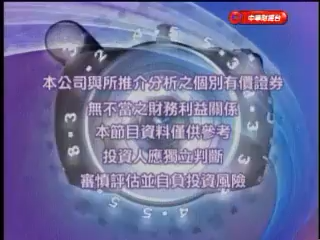 中華財經台
本公司與所推介分析之個別有價證券
無不當之財務利益關係
本節目資料僅供參考
投資人應獨立判斷
審慎評估並自負投資風險